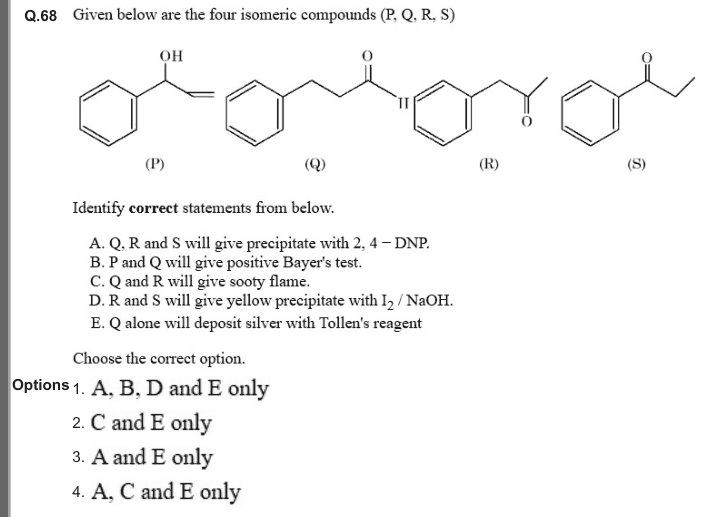 Q.68 Given below are the four isomeric compounds (P, Q, R, S)
OH O H O O
(P) (Q) (R) (S)
Identify correct statements from below.
A. Q, R and S will give precipitate with 2, 4 – DNP.
B. P and Q will give positive Bayer's test.
C. Q and R will give sooty flame.
D. R and S will give yellow precipitate with I₂ / NaOH.
E. Q alone will deposit silver with Tollen's reagent
Choose the correct option.
Options 1. A, B, D and E only
2. C and E only
3. A and E only
4. A, C and E only